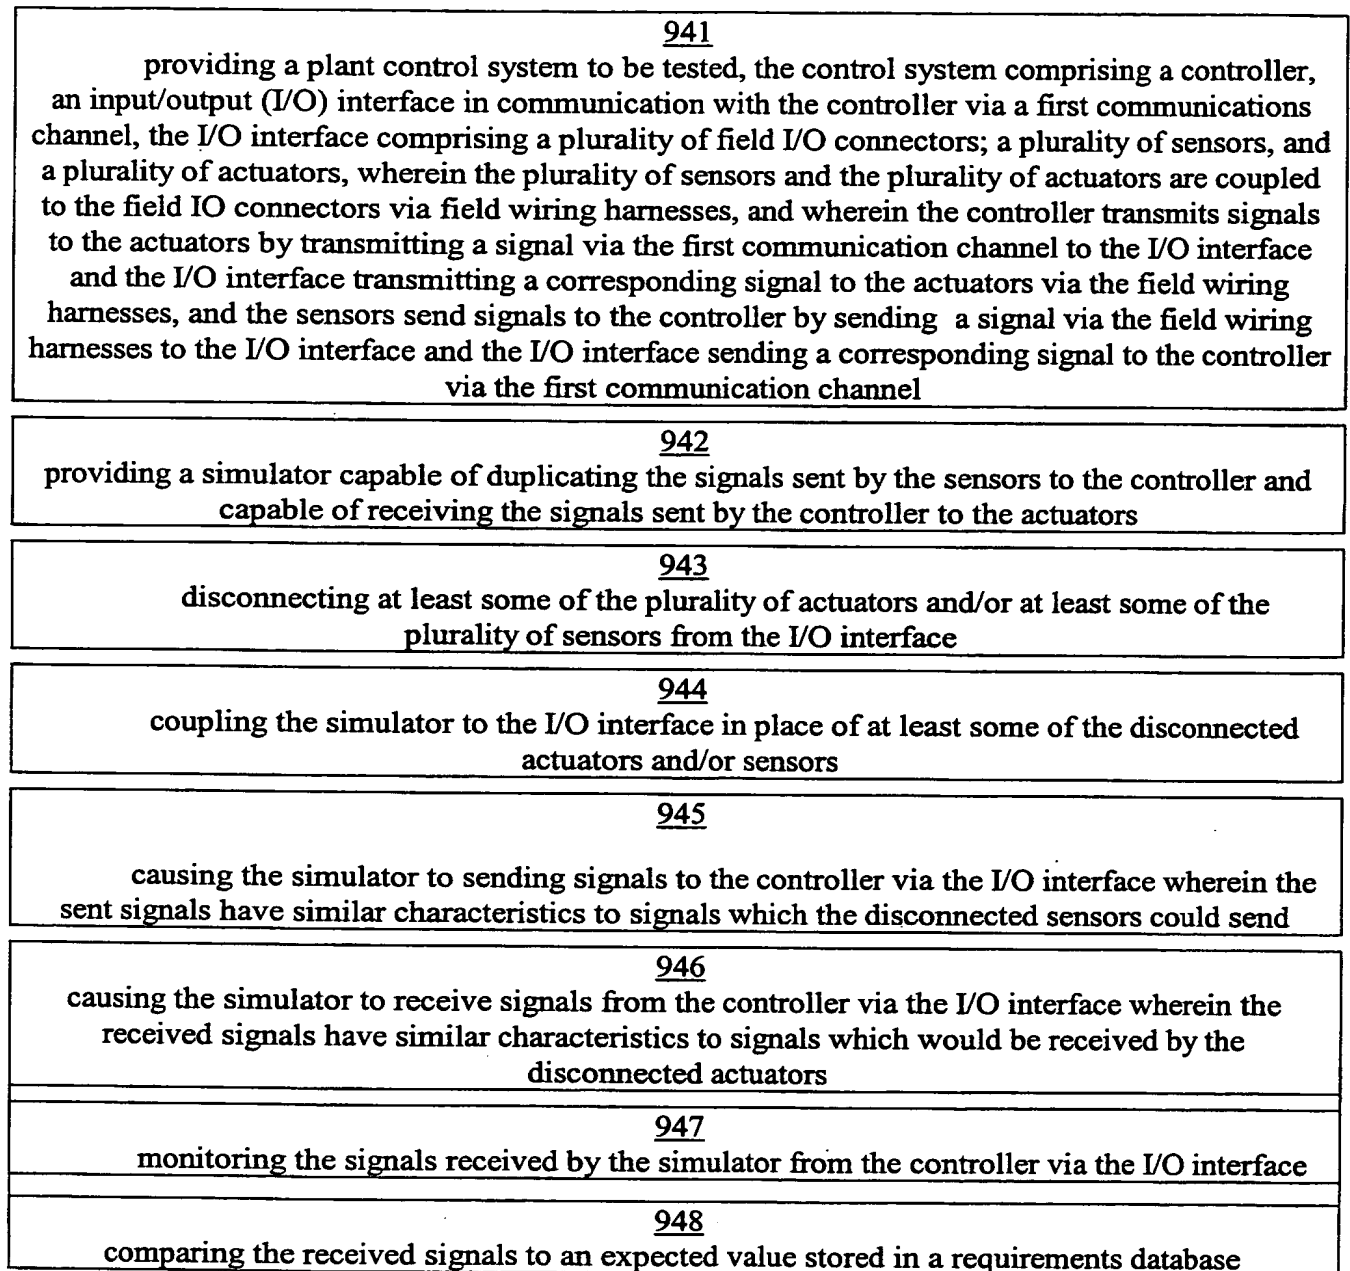 941
providing a plant control system to be tested, the control system comprising a controller,
an input/output (I/O) interface in communication with the controller via a first communications
channel, the I/O interface comprising a plurality of field I/O connectors; a plurality of sensors, and
a plurality of actuators, wherein the plurality of sensors and the plurality of actuators are coupled
to the field IO connectors via field wiring harnesses, and wherein the controller transmits signals
to the actuators by transmitting a signal via the first communication channel to the I/O interface
and the I/O interface transmitting a corresponding signal to the actuators via the field wiring
harnesses, and the sensors send signals to the controller by sending a signal via the field wiring
harnesses to the I/O interface and the I/O interface sending a corresponding signal to the controller
via the first communication channel
942
providing a simulator capable of duplicating the signals sent by the sensors to the controller and
capable of receiving the signals sent by the controller to the actuators
943
disconnecting at least some of the plurality of actuators and/or at least some of the
plurality of sensors from the I/O interface
944
coupling the simulator to the I/O interface in place of at least some of the disconnected
actuators and/or sensors
945
causing the simulator to sending signals to the controller via the I/O interface wherein the
sent signals have similar characteristics to signals which the disconnected sensors could send
946
causing the simulator to receive signals from the controller via the I/O interface wherein the
received signals have similar characteristics to signals which would be received by the
disconnected actuators
947
monitoring the signals received by the simulator from the controller via the I/O interface
948
comparing the received signals to an expected value stored in a requirements database